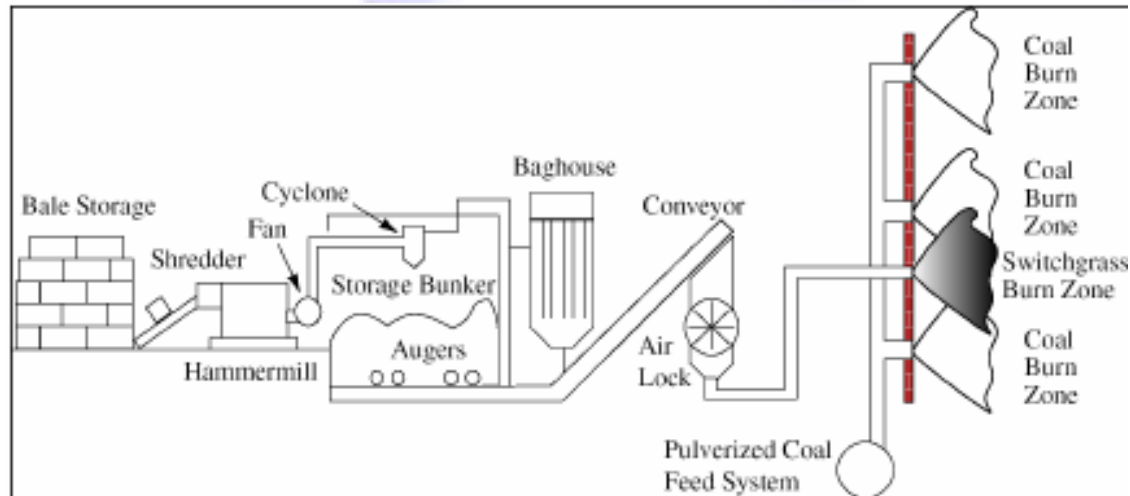 Bale Storage
Shredder
Hammermill
Fan
Cyclone
Storage Bunker
Augers
Baghouse
Conveyor
Air
Lock
Pulverized Coal
Feed System
Coal
Burn
Zone
Coal
Burn
Zone
Switchgrass
Burn Zone
Coal
Burn
Zone